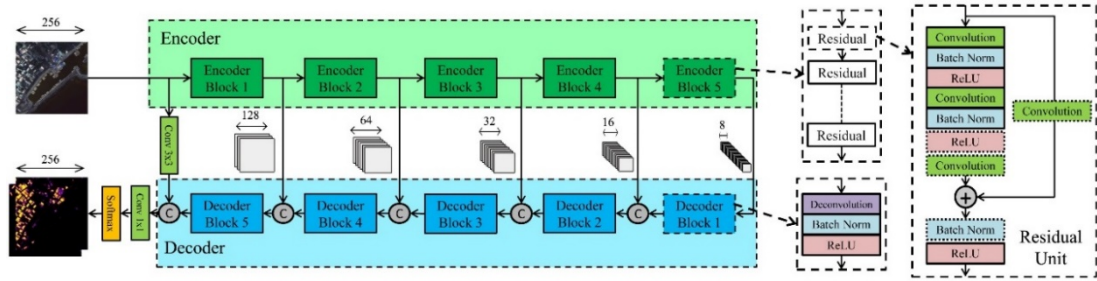 256
Encoder
Encoder
Block 1
Encoder
Block 2
Encoder
Block 3
Encoder
Block 4
Encoder
Block 5
128
64
32
16
8
Conv 3x3
256
Softmax
Conv 1x1
C
Decoder
Block 5
C
Decoder
Block 4
C
Decoder
Block 3
C
Decoder
Block 2
C
Decoder
Block 1
Decoder
Residual
Residual
Residual
Deconvolution
Batch Norm
ReLU
Convolution
Batch Norm
ReLU
Convolution
Batch Norm
ReLU
Convolution
Convolution
+
Batch Norm
ReLU
Residual
Unit